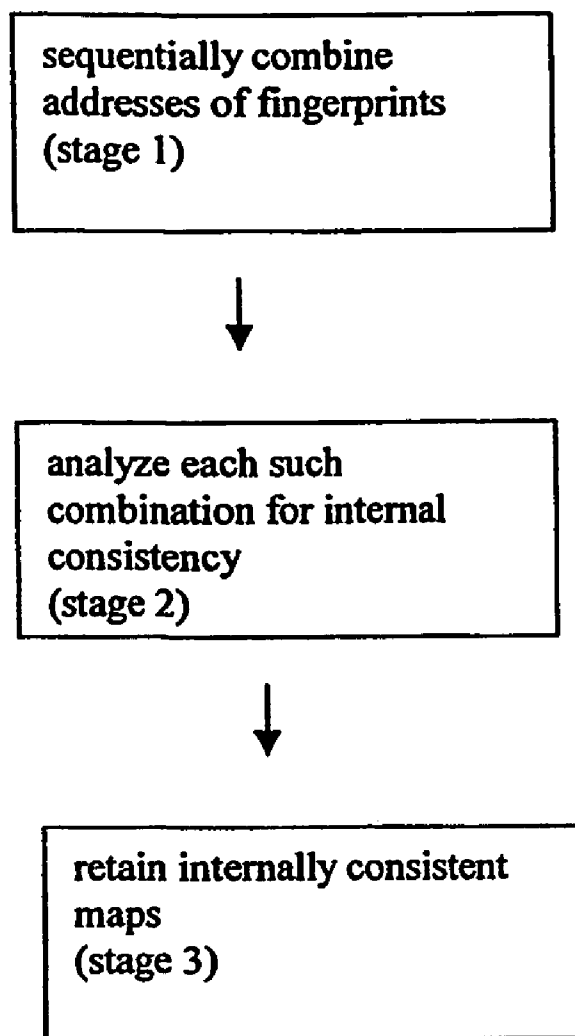 sequentially combine
addresses of fingerprints
(stage 1)
analyze each such
combination for internal
consistency
(stage 2)
retain internally consistent
maps
(stage 3)